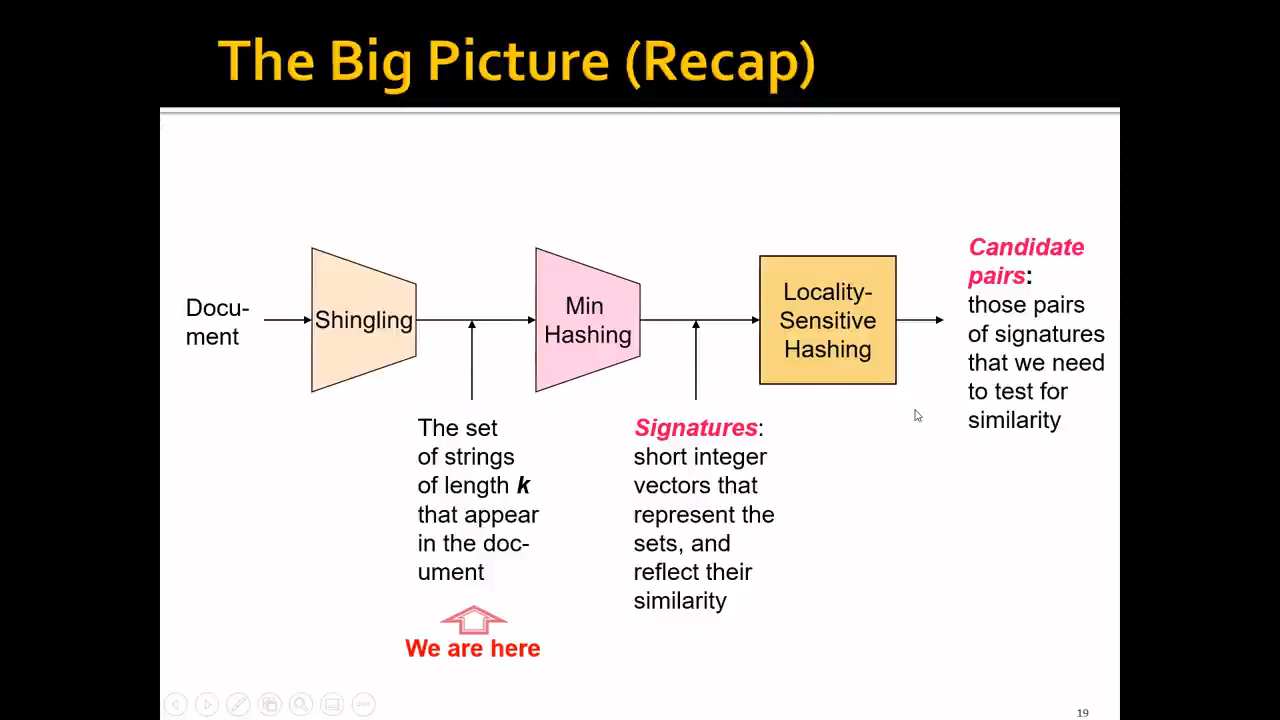 The Big Picture (Recap)
Docu-
ment
Shingling
The set
of strings
of length k
that appear
in the doc-
ument
We are here
Min
Hashing
Signatures:
short integer
vectors that
represent the
sets, and
reflect their
similarity
Locality-
Sensitive
Hashing
Candidate
pairs:
those pairs
of signatures
that we need
to test for
similarity
19